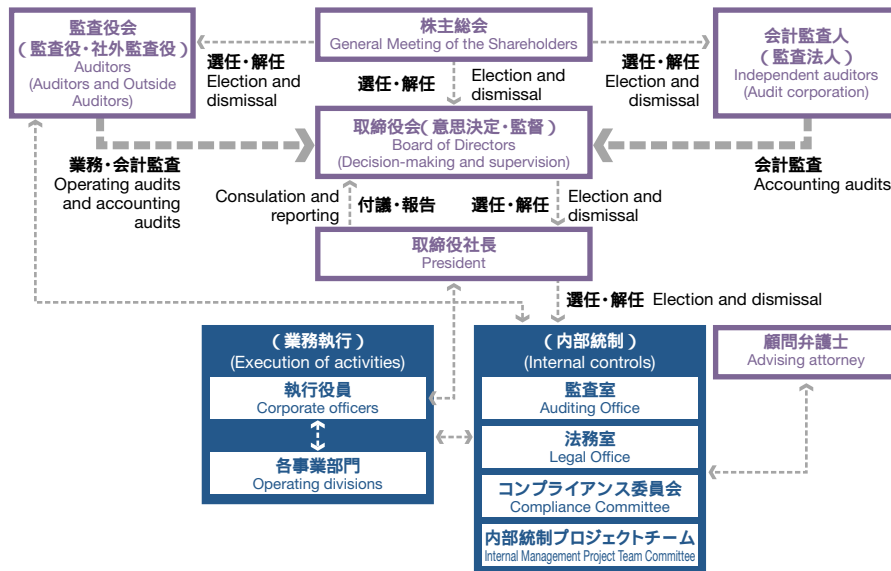 監査役会
（監査役・社外監査役）
Auditors
(Auditors and Outside
Auditors)
株主総会
General Meeting of the Shareholders
会計監査人
（監査法人）
Independent auditors
(Audit corporation)
選任・解任
Election and
dismissal
選任・解任
Election and
dismissal
選任・解任
Election and
dismissal
取締役会（意思決定・監督）
Board of Directors
(Decision-making and supervision)
業務・会計監査
Operating audits
and accounting
audits
会計監査
Accounting audits
Consulation and
reporting
付議・報告
選任・解任
Election and
dismissal
取締役社長
President
選任・解任 Election and dismissal
（業務執行）
(Execution of activities)
執行役員
Corporate officers
各事業部門
Operating divisions
（内部統制）
(Internal controls)
監査室
Auditing Office
法務室
Legal Office
コンプライアンス委員会
Compliance Committee
内部統制プロジェクトチーム
Internal Management Project Team Committee
顧問弁護士
Advising attorney